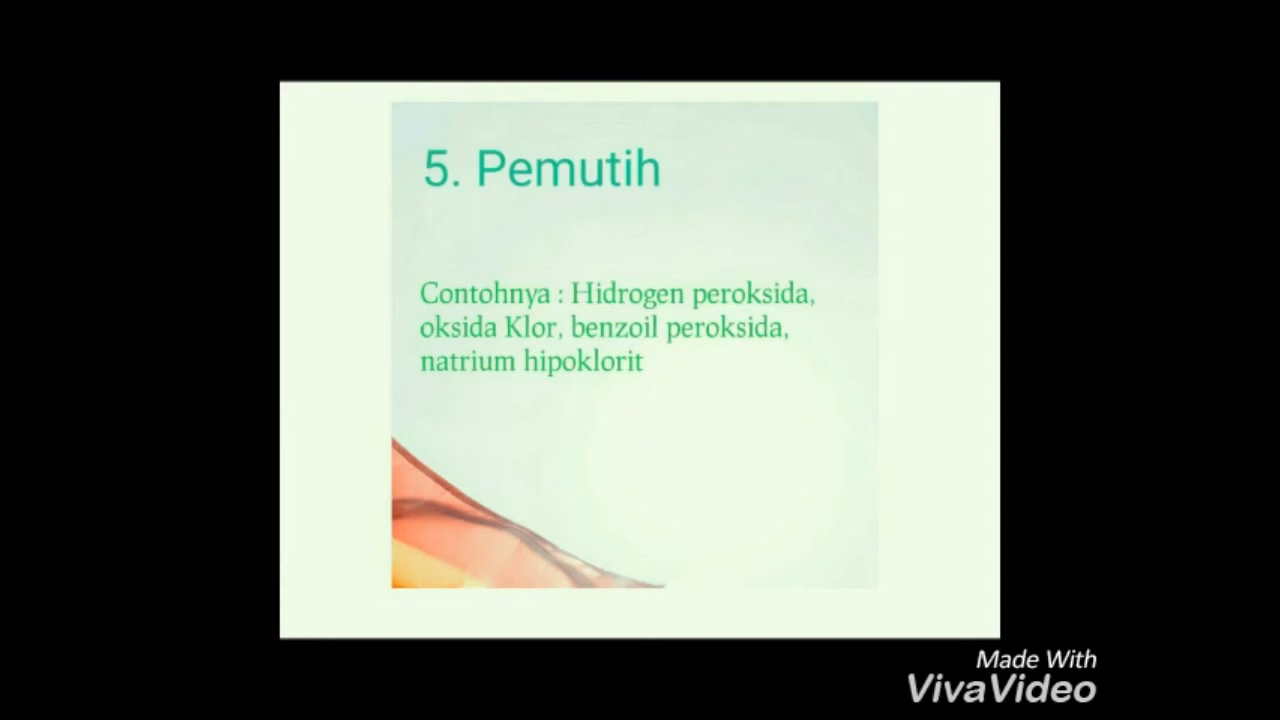 5. Pemutih
Contohnya : Hidrogen peroksida,
oksida Klor, benzoil peroksida,
natrium hipoklorit
Made With
VivaVideo